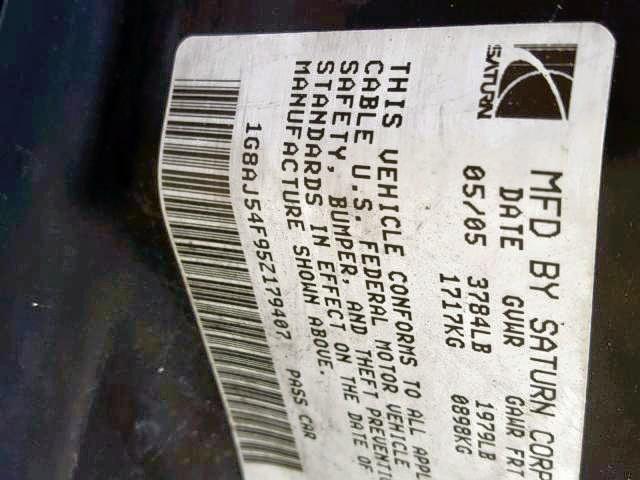 SATURN
MFD BY SATURN CORP
DATE GVWR GAWR FRT
05/05 3784LB 1979LB
1717KG 0898KG
THIS VEHICLE CONFORMS TO ALL APPL
CABLE U.S. FEDERAL MOTOR VEHICLE
SAFETY, BUMPER, AND THEFT PREVENTI
STANDARDS IN EFFECT ON THE DATE OF
MANUFACTURE SHOWN ABOVE.
1G8AJ54F95Z179407 PASS CAR